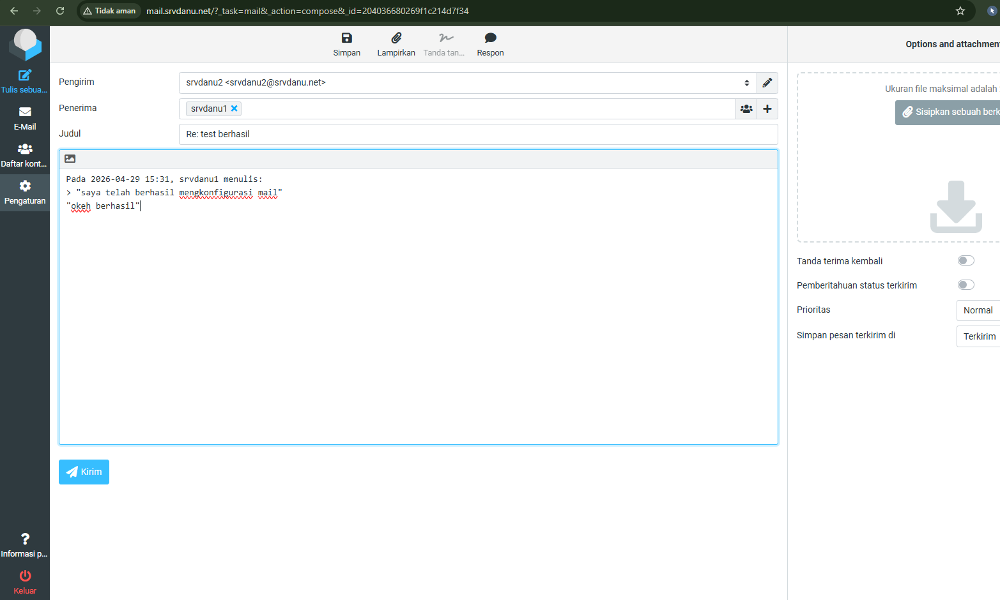 Tidak aman
mail.srvdanu.net/?_task=mail&_action=compose&_id=204036680269f1c214d7f34
Tulis sebua...
E-Mail
Daftar kont...
Pengaturan
Informasi p...
Keluar
Simpan
Lampirkan
Tanda tan...
Respon
Pengirim
srvdanu2 <srvdanu2@srvdanu.net>
Penerima
srvdanu1
Judul
Re: test berhasil
Pada 2026-04-29 15:31, srvdanu1 menulis:
> "saya telah berhasil mengkonfigurasi mail"
"okeh berhasil"
Kirim
Options and attachmen
Ukuran file maksimal adalah
Sisipkan sebuah berk
Tanda terima kembali
Pemberitahuan status terkirim
Prioritas
Normal
Simpan pesan terkirim di
Terkirim